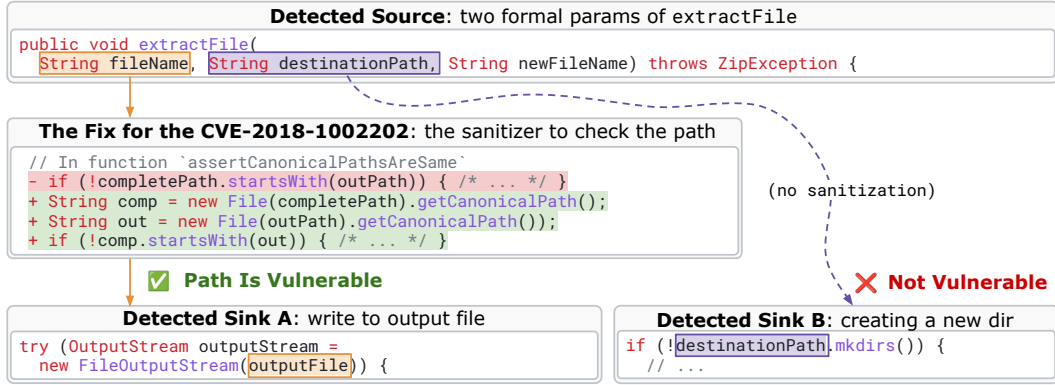 Detected Source: two formal params of extractFile
public void extractFile(
String fileName, String destinationPath, String newFileName) throws ZipException {
The Fix for the CVE-2018-1002202: the sanitizer to check the path
// In function `assertCanonicalPathsAreSame`
- if (!completePath.startsWith(outPath)) { /* ... */ }
+ String comp = new File(completePath).getCanonicalPath();
+ String out = new File(outPath).getCanonicalPath());
+ if (!comp.startsWith(out)) { /* ... */ }
(no sanitization)
✅ Path Is Vulnerable
❌ Not Vulnerable
Detected Sink A: write to output file
try (OutputStream outputStream =
new FileOutputStream(outputFile)) {
Detected Sink B: creating a new dir
if (!destinationPath.mkdirs()) {
// ...